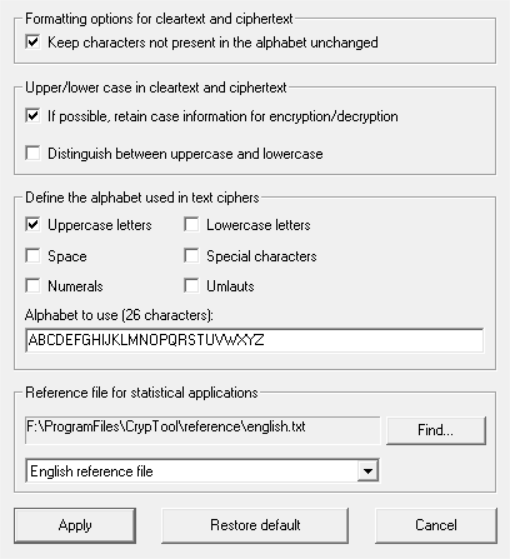 Formatting options for cleartext and ciphertext
Keep characters not present in the alphabet unchanged
Upper/lower case in cleartext and ciphertext
If possible, retain case information for encryption/decryption
Distinguish between uppercase and lowercase
Define the alphabet used in text ciphers
Uppercase letters Lowercase letters
Space Special characters
Numerals Umlauts
Alphabet to use (26 characters):
ABCDEFGHIJKLMNOPQRSTUVWXYZ
Reference file for statistical applications
F:\ProgramFiles\CrypTool\reference\english.txt Find...
English reference file
Apply Restore default Cancel